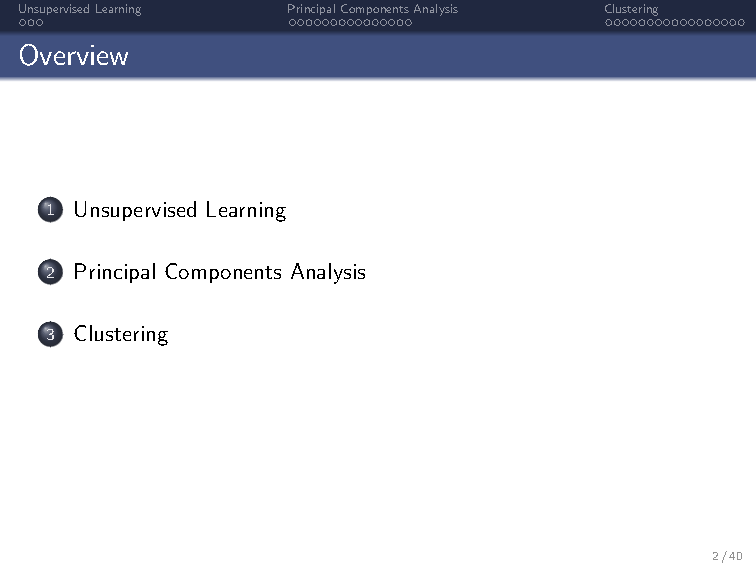 Unsupervised Learning Principal Components Analysis Clustering
Overview
1 Unsupervised Learning
2 Principal Components Analysis
3 Clustering
2 / 40